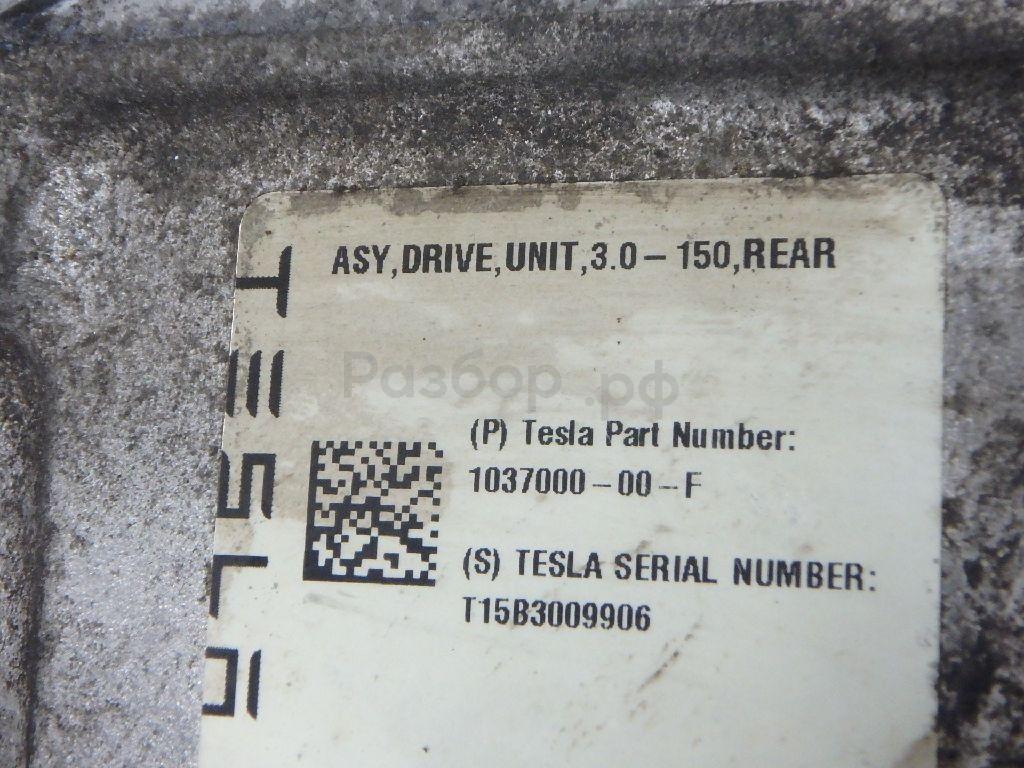 ASY,DRIVE,UNIT,3.0-150,REAR
TESLA
Разбор.рф
(P) Tesla Part Number:
1037000-00-F
(S) TESLA SERIAL NUMBER:
T15B3009906